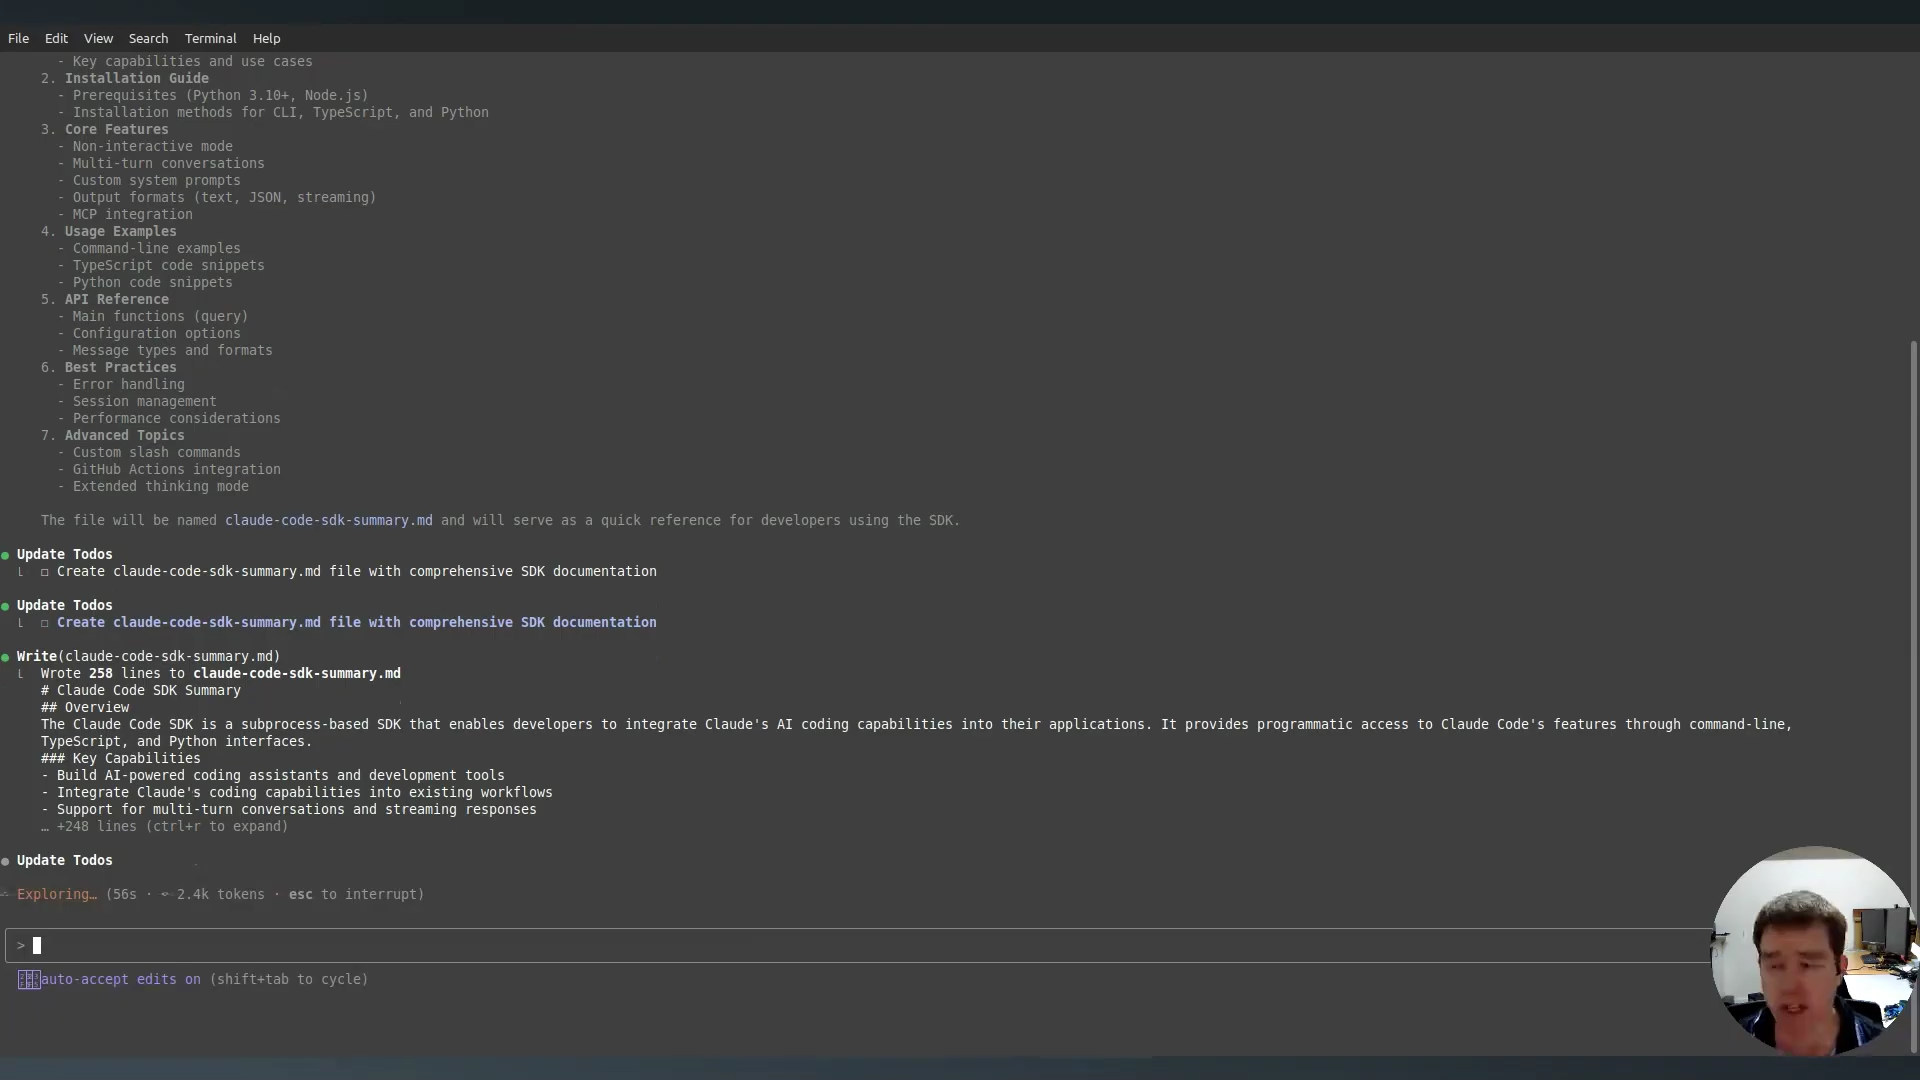 File Edit View Search Terminal Help
- Key capabilities and use cases
2. Installation Guide
- Prerequisites (Python 3.10+, Node.js)
- Installation methods for CLI, TypeScript, and Python
3. Core Features
- Non-interactive mode
- Multi-turn conversations
- Custom system prompts
- Output formats (text, JSON, streaming)
- MCP integration
4. Usage Examples
- Command-line examples
- TypeScript code snippets
- Python code snippets
5. API Reference
- Main functions (query)
- Configuration options
- Message types and formats
6. Best Practices
- Error handling
- Session management
- Performance considerations
7. Advanced Topics
- Custom slash commands
- GitHub Actions integration
- Extended thinking mode
The file will be named claude-code-sdk-summary.md and will serve as a quick reference for developers using the SDK.
● Update Todos
⎿ ☐ Create claude-code-sdk-summary.md file with comprehensive SDK documentation
● Update Todos
⎿ ☐ Create claude-code-sdk-summary.md file with comprehensive SDK documentation
● Write(claude-code-sdk-summary.md)
⎿ Wrote 258 lines to claude-code-sdk-summary.md
# Claude Code SDK Summary
## Overview
The Claude Code SDK is a subprocess-based SDK that enables developers to integrate Claude's AI coding capabilities into their applications. It provides programmatic access to Claude Code's features through command-line,
TypeScript, and Python interfaces.
### Key Capabilities
- Build AI-powered coding assistants and development tools
- Integrate Claude's coding capabilities into existing workflows
- Support for multi-turn conversations and streaming responses
… +248 lines (ctrl+r to expand)
● Update Todos
Exploring… (56s · 2.4k tokens · esc to interrupt)
>
auto-accept edits on (shift+tab to cycle)